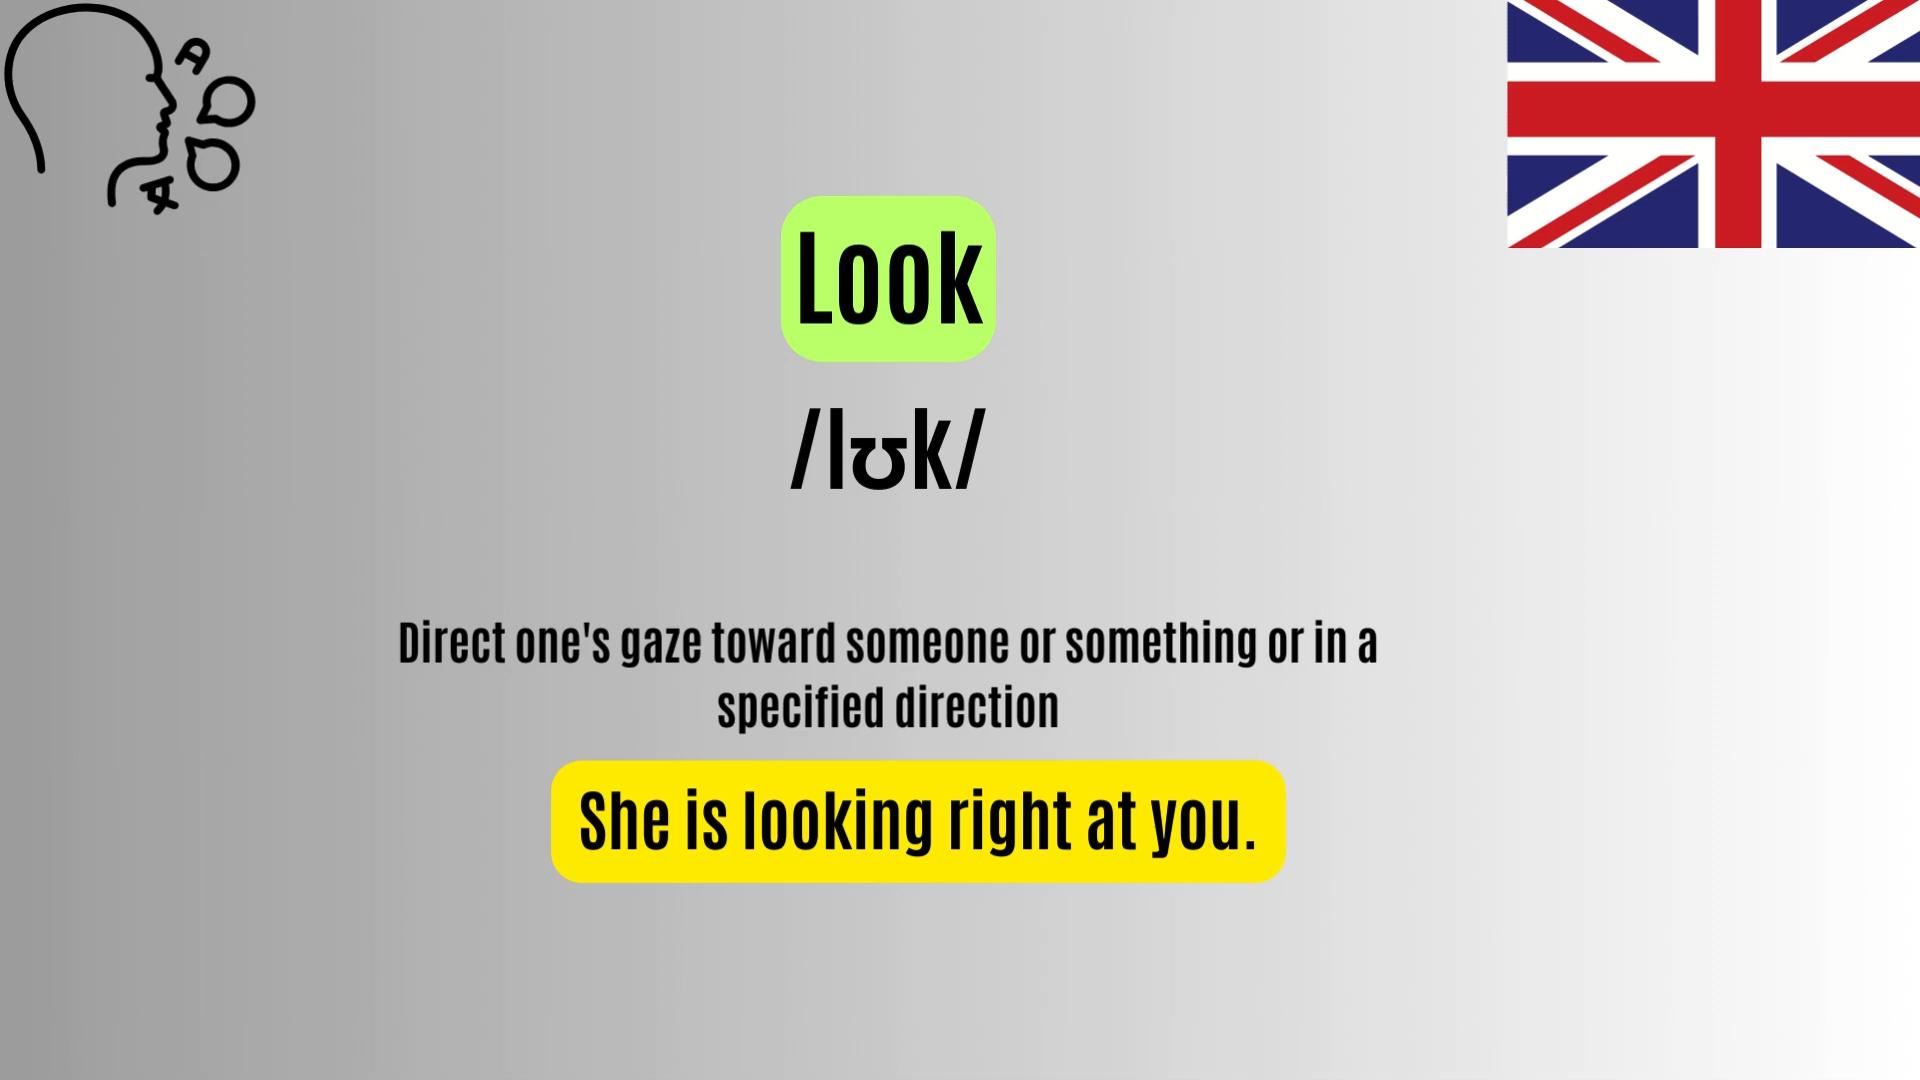 Look
/lʊk/
Direct one's gaze toward someone or something or in a
specified direction
She is looking right at you.